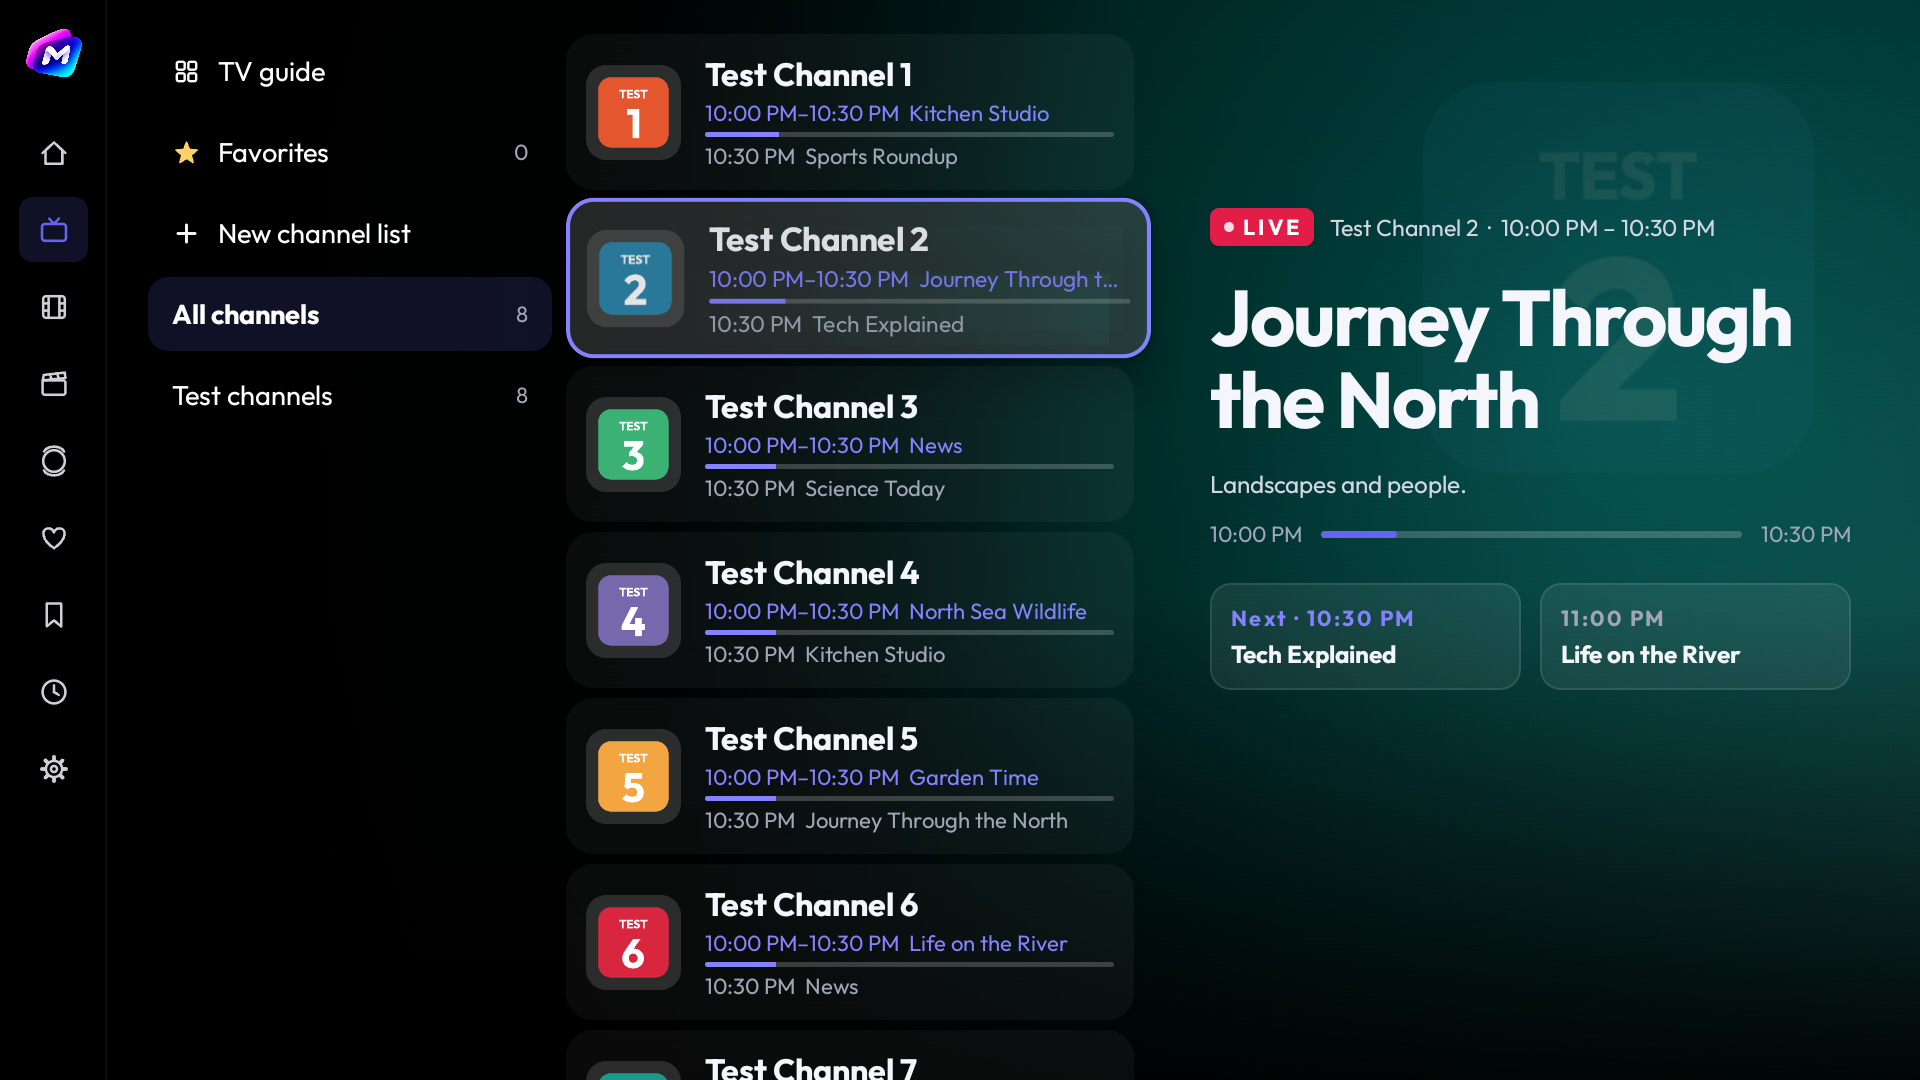 TV guide
Favorites 0
New channel list
All channels 8
Test channels 8
TEST
1
Test Channel 1
10:00 PM–10:30 PM Kitchen Studio
10:30 PM Sports Roundup
TEST
2
Test Channel 2
10:00 PM–10:30 PM Journey Through t...
10:30 PM Tech Explained
TEST
3
Test Channel 3
10:00 PM–10:30 PM News
10:30 PM Science Today
TEST
4
Test Channel 4
10:00 PM–10:30 PM North Sea Wildlife
10:30 PM Kitchen Studio
TEST
5
Test Channel 5
10:00 PM–10:30 PM Garden Time
10:30 PM Journey Through the North
TEST
6
Test Channel 6
10:00 PM–10:30 PM Life on the River
10:30 PM News
Test Channel 7
TEST
2
LIVE Test Channel 2 · 10:00 PM – 10:30 PM
Journey Through
the North
Landscapes and people.
10:00 PM 10:30 PM
Next · 10:30 PM
Tech Explained
11:00 PM
Life on the River